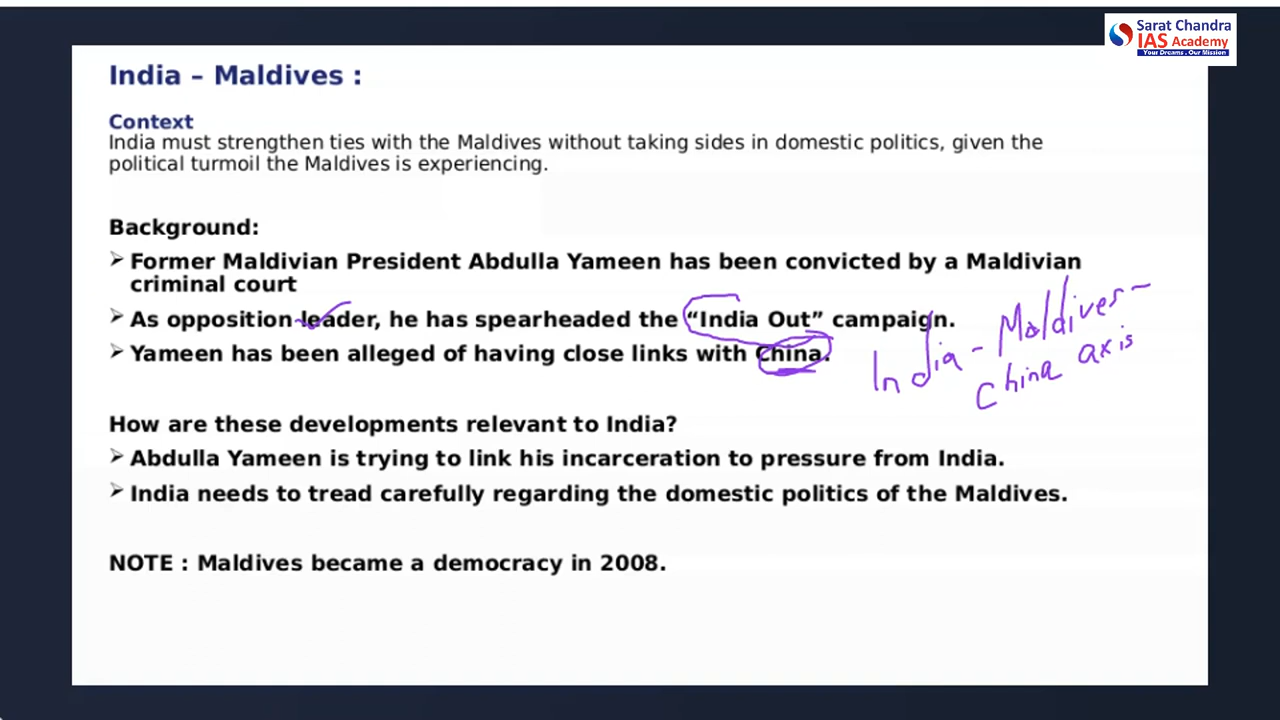 Sarat Chandra
IAS Academy
Your Dreams . Our Mission
India – Maldives :
Context
India must strengthen ties with the Maldives without taking sides in domestic politics, given the
political turmoil the Maldives is experiencing.
Background:
➢ Former Maldivian President Abdulla Yameen has been convicted by a Maldivian
criminal court
➢ As opposition leader, he has spearheaded the “India Out” campaign.
➢ Yameen has been alleged of having close links with China.
India - Maldives -
China axis
How are these developments relevant to India?
➢ Abdulla Yameen is trying to link his incarceration to pressure from India.
➢ India needs to tread carefully regarding the domestic politics of the Maldives.
NOTE : Maldives became a democracy in 2008.